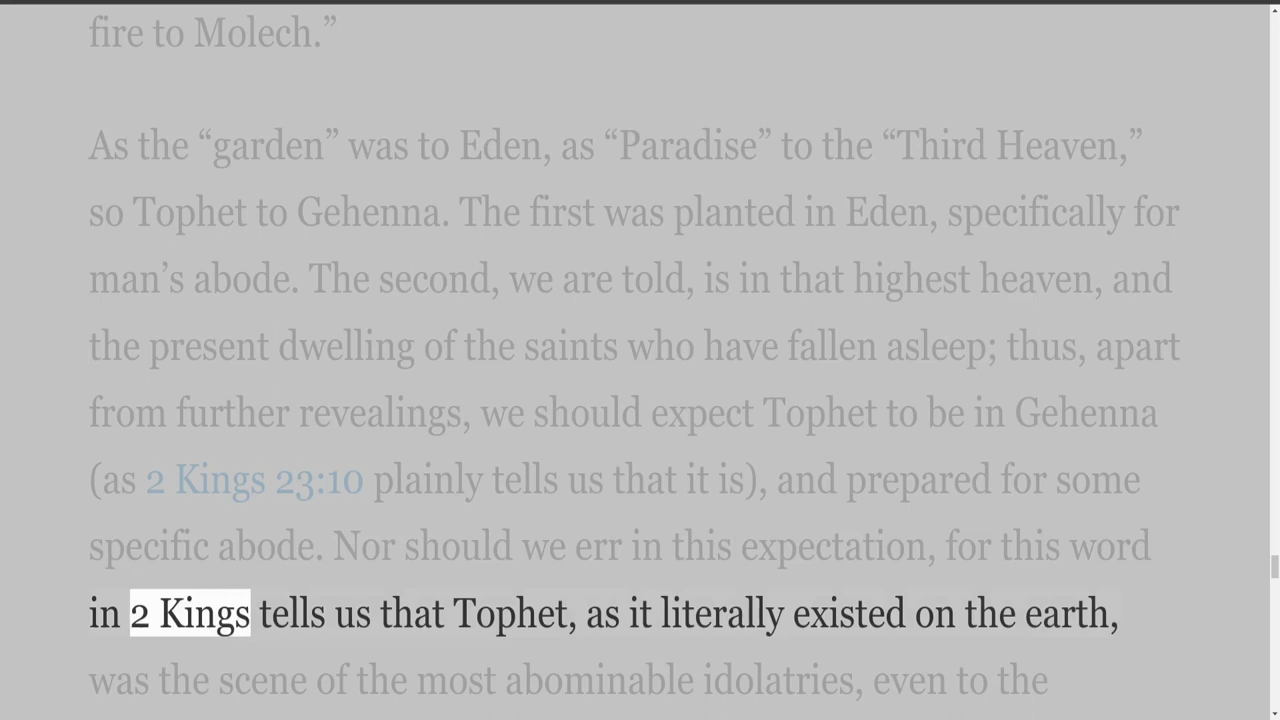 fire to Molech.”
As the “garden” was to Eden, as “Paradise” to the “Third Heaven,”
so Tophet to Gehenna. The first was planted in Eden, specifically for
man’s abode. The second, we are told, is in that highest heaven, and
the present dwelling of the saints who have fallen asleep; thus, apart
from further revealings, we should expect Tophet to be in Gehenna
(as 2 Kings 23:10 plainly tells us that it is), and prepared for some
specific abode. Nor should we err in this expectation, for this word
in 2 Kings tells us that Tophet, as it literally existed on the earth,
was the scene of the most abominable idolatries, even to the